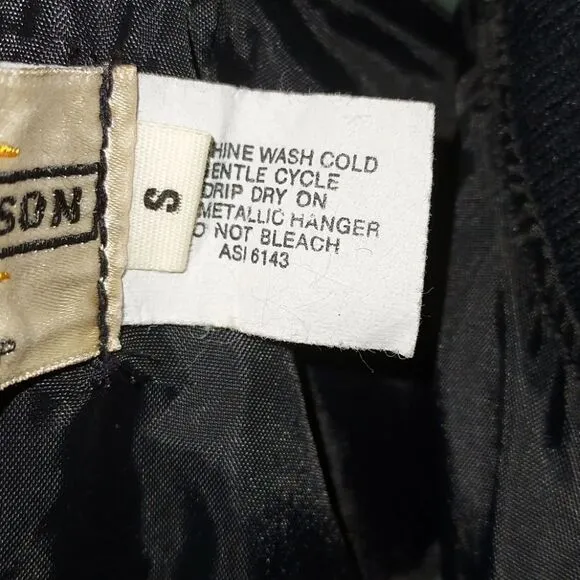 SON
S
HINE WASH COLD
ENTLE CYCLE
DRIP DRY ON
METALLIC HANGER
O NOT BLEACH
ASI 6143